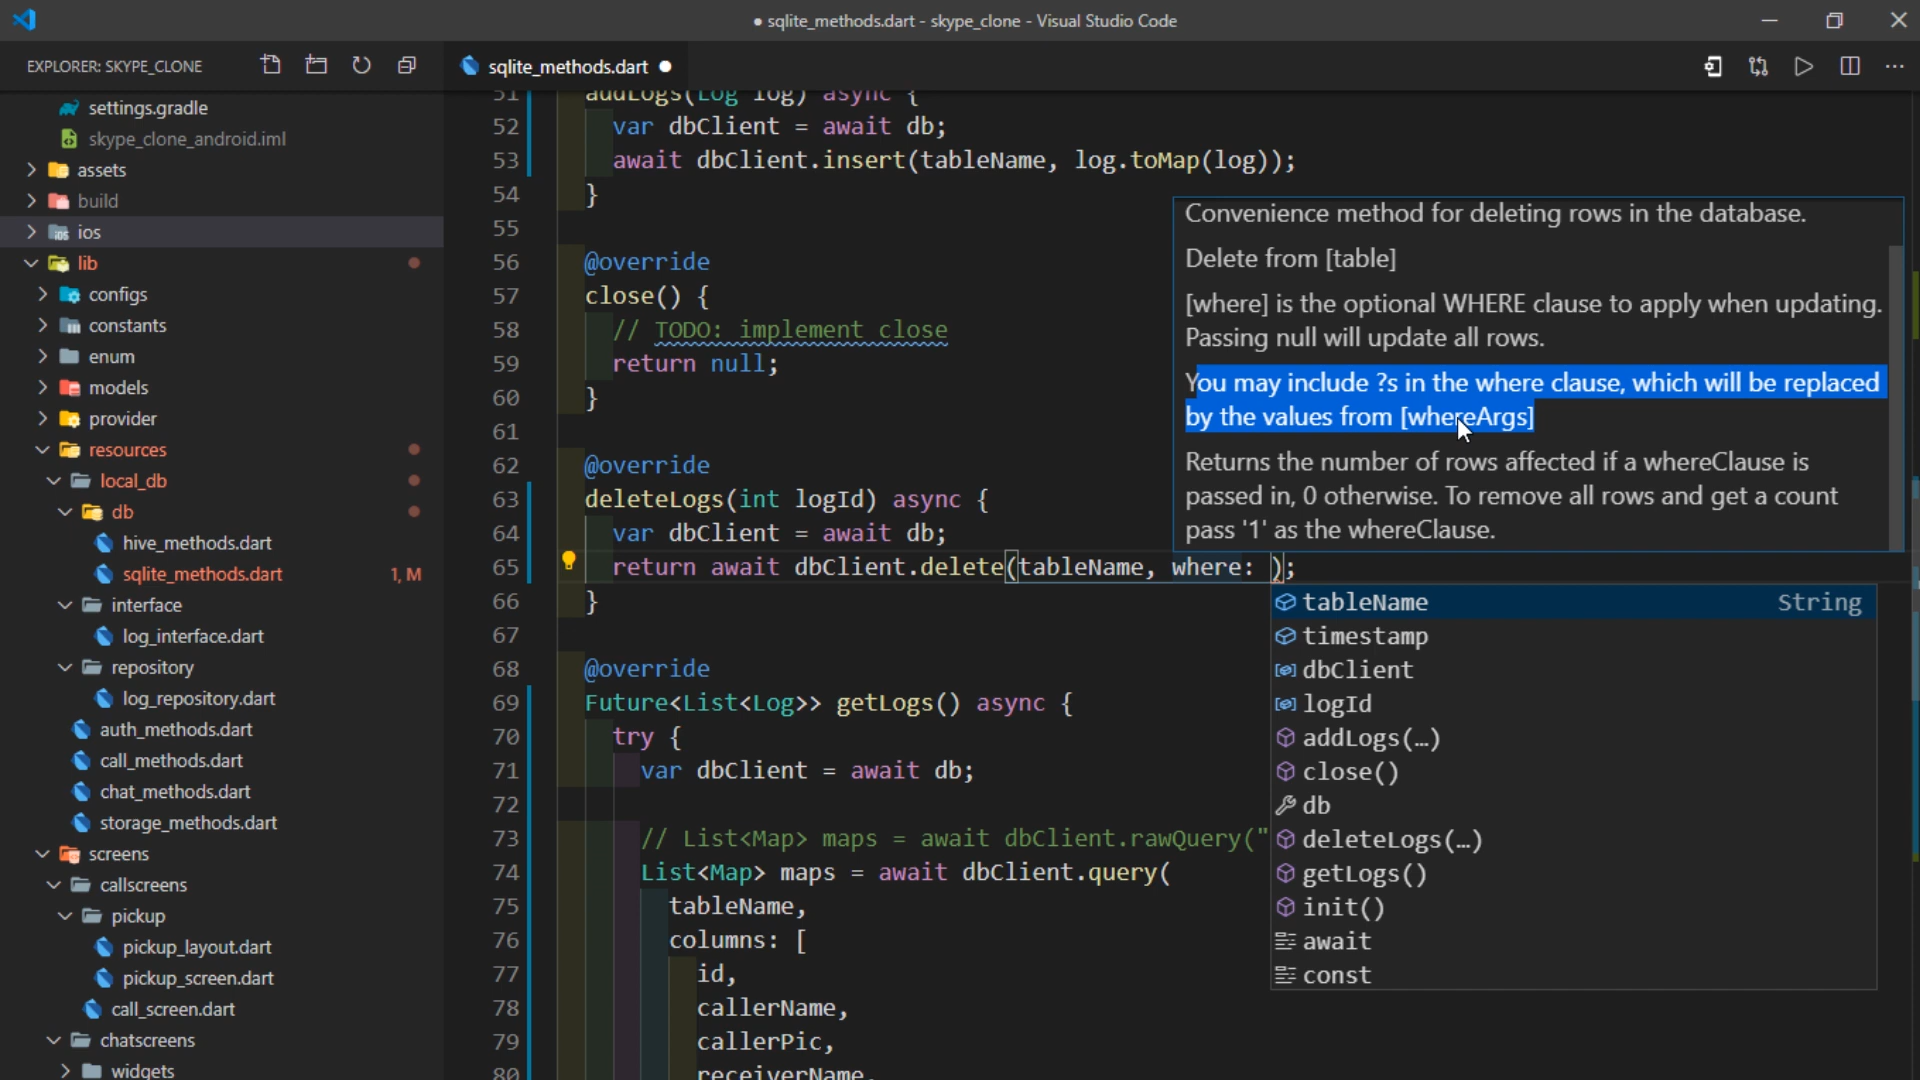 ● sqlite_methods.dart - skype_clone - Visual Studio Code
EXPLORER: SKYPE_CLONE
sqlite_methods.dart
settings.gradle
skype_clone_android.iml
assets
build
ios
lib
configs
constants
enum
models
provider
resources
local_db
db
hive_methods.dart
sqlite_methods.dart 1, M
interface
log_interface.dart
repository
log_repository.dart
auth_methods.dart
call_methods.dart
chat_methods.dart
storage_methods.dart
screens
callscreens
pickup
pickup_layout.dart
pickup_screen.dart
call_screen.dart
chatscreens
widgets
51 addLogs(Log log) async {
52 var dbClient = await db;
53 await dbClient.insert(tableName, log.toMap(log));
54 }
55
56 @override
57 close() {
58 // TODO: implement close
59 return null;
60 }
61
62 @override
63 deleteLogs(int logId) async {
64 var dbClient = await db;
65 return await dbClient.delete(tableName, where: );
66 }
67
68 @override
69 Future<List<Log>> getLogs() async {
70 try {
71 var dbClient = await db;
72
73 // List<Map> maps = await dbClient.rawQuery("
74 List<Map> maps = await dbClient.query(
75 tableName,
76 columns: [
77 id,
78 callerName,
79 callerPic,
80 receiverName,
Convenience method for deleting rows in the database.
Delete from [table]
[where] is the optional WHERE clause to apply when updating.
Passing null will update all rows.
You may include ?s in the where clause, which will be replaced
by the values from [whereArgs]
Returns the number of rows affected if a whereClause is
passed in, 0 otherwise. To remove all rows and get a count
pass '1' as the whereClause.
tableName String
timestamp
dbClient
logId
addLogs(…)
close()
db
deleteLogs(…)
getLogs()
init()
await
const